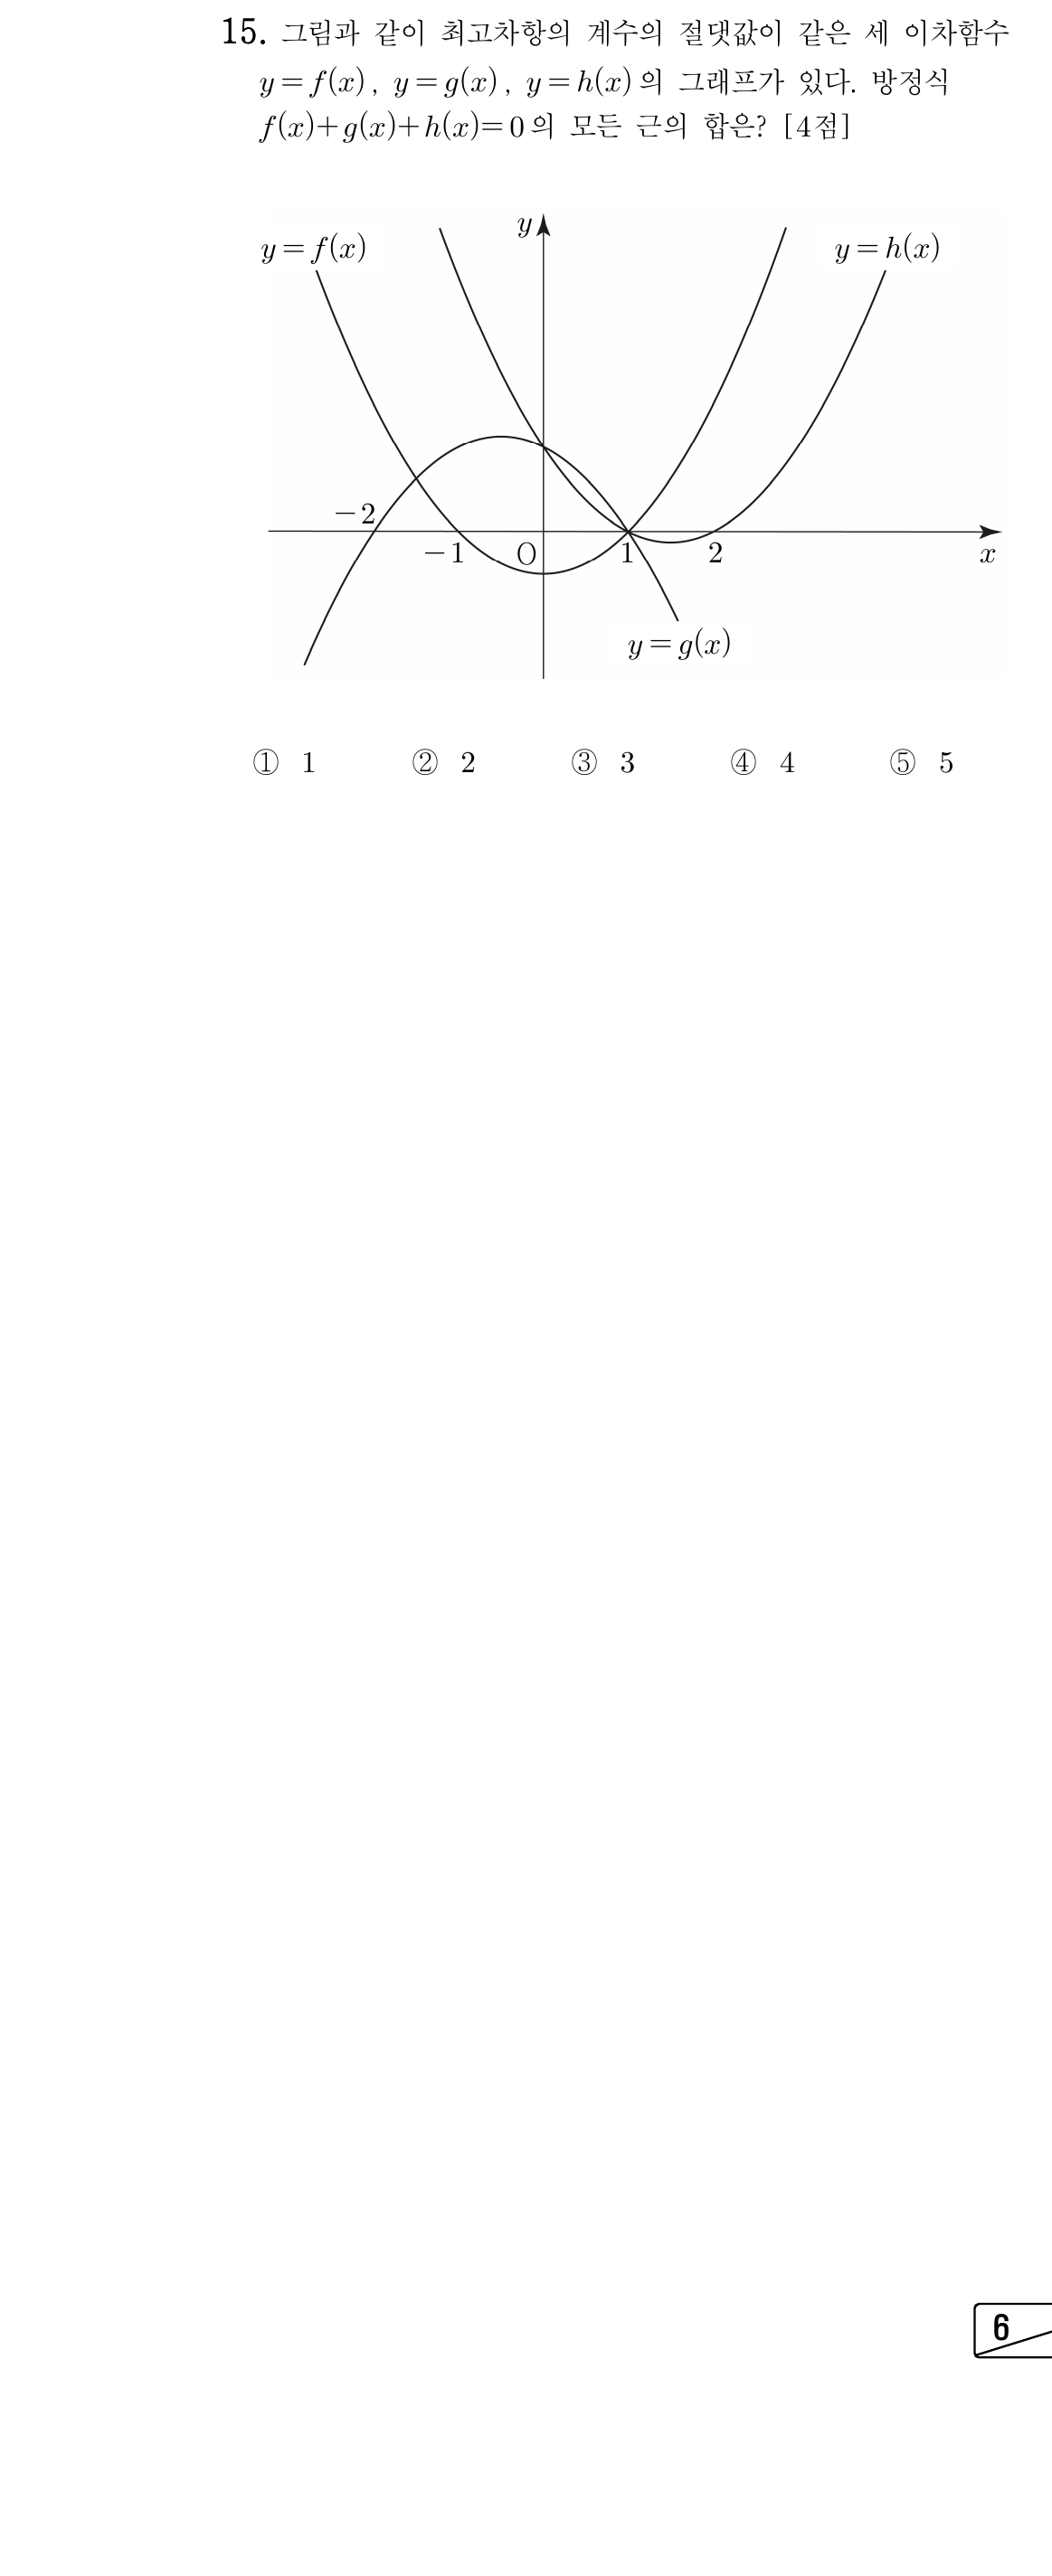 15. 그림과 같이 최고차항의 계수의 절댓값이 같은 세 이차함수
y=f(x), y=g(x), y=h(x)의 그래프가 있다. 방정식
f(x)+g(x)+h(x)=0의 모든 근의 합은? [4점]
y
y=f(x)
y=h(x)
-2
-1
O
1
2
x
y=g(x)
① 1 ② 2 ③ 3 ④ 4 ⑤ 5
6